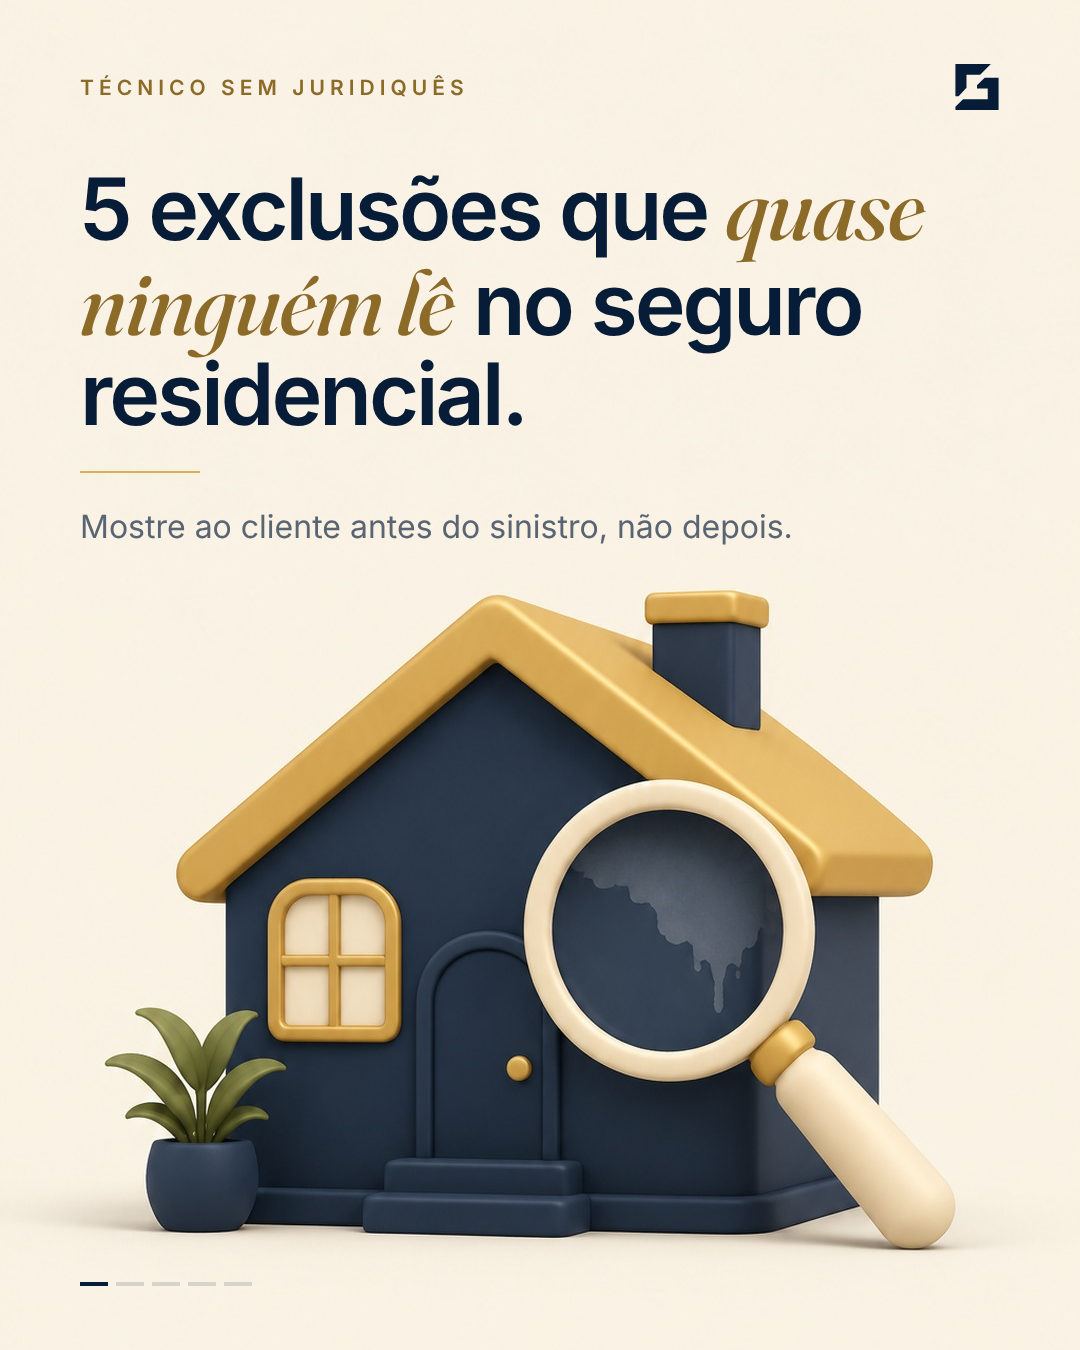 TÉCNICO SEM JURIDIQUÊS
5 exclusões que quase
ninguém lê no seguro
residencial.
Mostre ao cliente antes do sinistro, não depois.